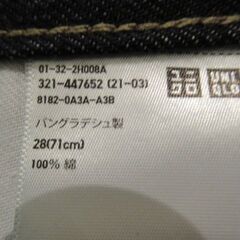 01-32-2H008A
321-447652 (21-03)
8182-0A3A-A3B
バングラデシュ製
28(71cm)
100% 綿
ユニ クロ
UNI QLO